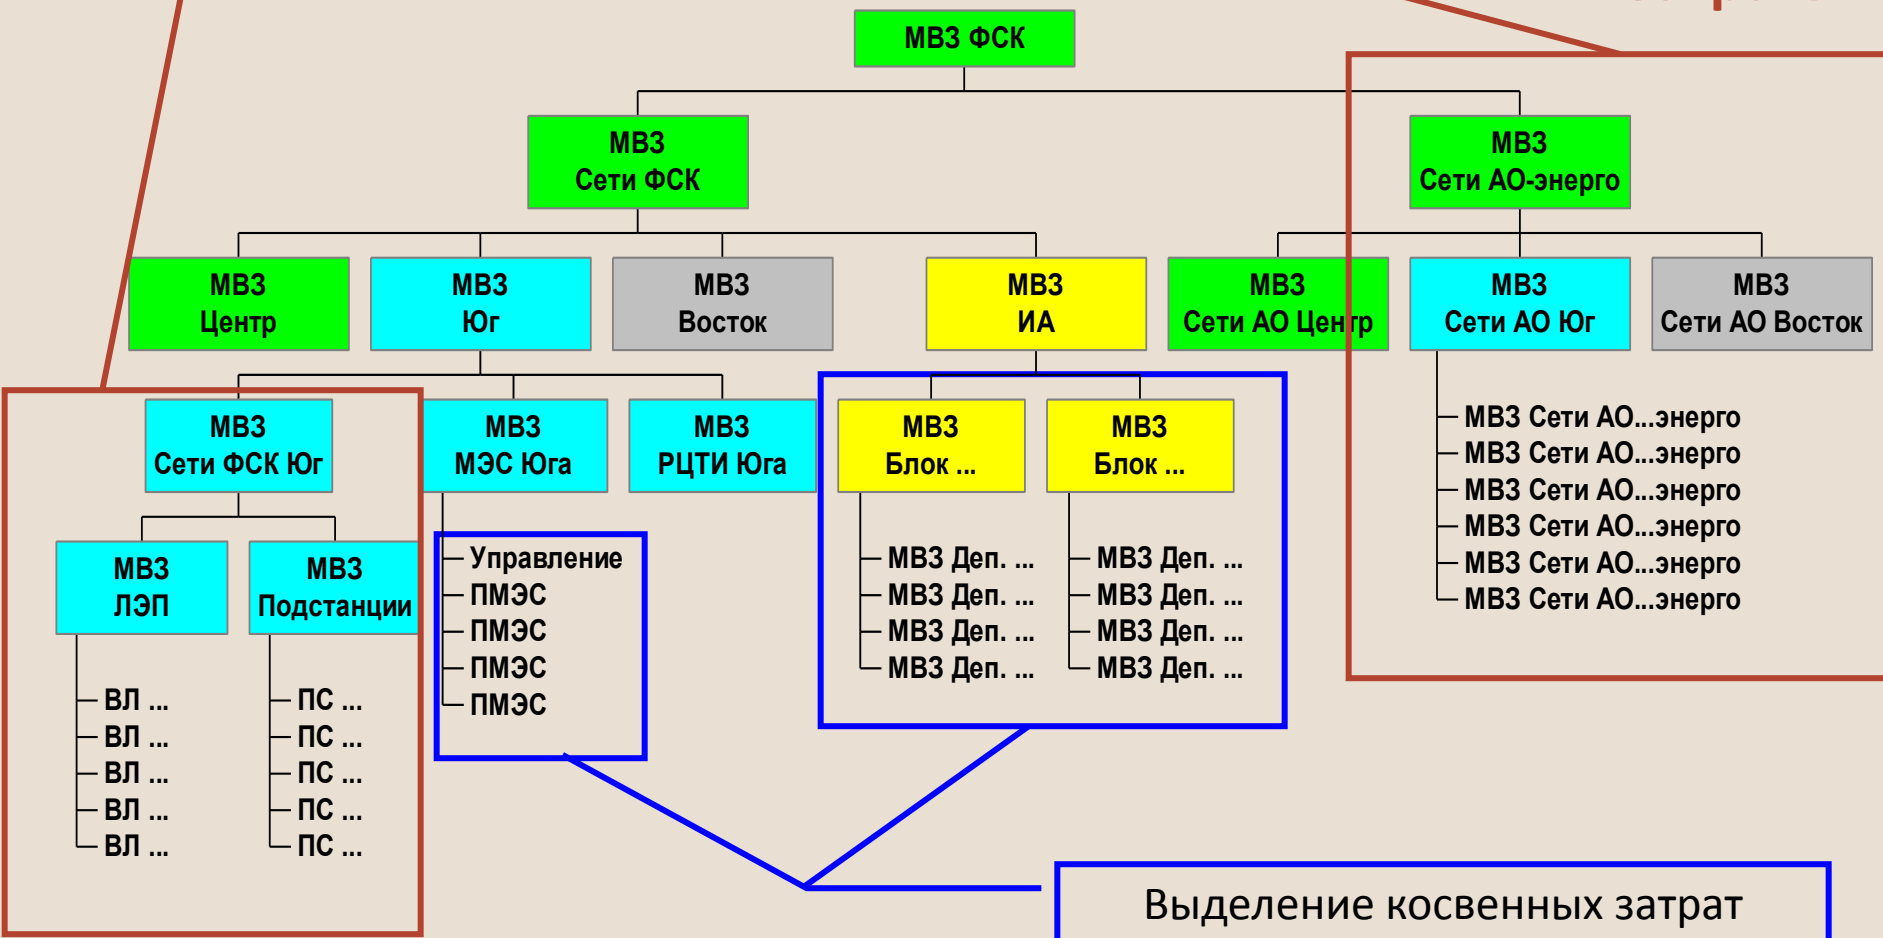 МВЗ ФСК
МВЗ
Сети ФСК
МВЗ
Сети АО-энерго
МВЗ
Центр
МВЗ
Юг
МВЗ
Восток
МВЗ
ИА
МВЗ
Сети АО Центр
МВЗ
Сети АО Юг
МВЗ
Сети АО Восток
МВЗ
Сети ФСК Юг
МВЗ
МЭС Юга
МВЗ
РЦТИ Юга
МВЗ
Блок ...
МВЗ
Блок ...
МВЗ Сети АО...энерго
МВЗ Сети АО...энерго
МВЗ Сети АО...энерго
МВЗ Сети АО...энерго
МВЗ Сети АО...энерго
МВЗ Сети АО...энерго
МВЗ
ЛЭП
МВЗ
Подстанции
Управление
ПМЭС
ПМЭС
ПМЭС
ПМЭС
МВЗ Деп. ...
МВЗ Деп. ...
МВЗ Деп. ...
МВЗ Деп. ...
МВЗ Деп. ...
МВЗ Деп. ...
МВЗ Деп. ...
МВЗ Деп. ...
ВЛ ...
ВЛ ...
ВЛ ...
ВЛ ...
ВЛ ...
ПС ...
ПС ...
ПС ...
ПС ...
ПС ...
Выделение косвенных затрат